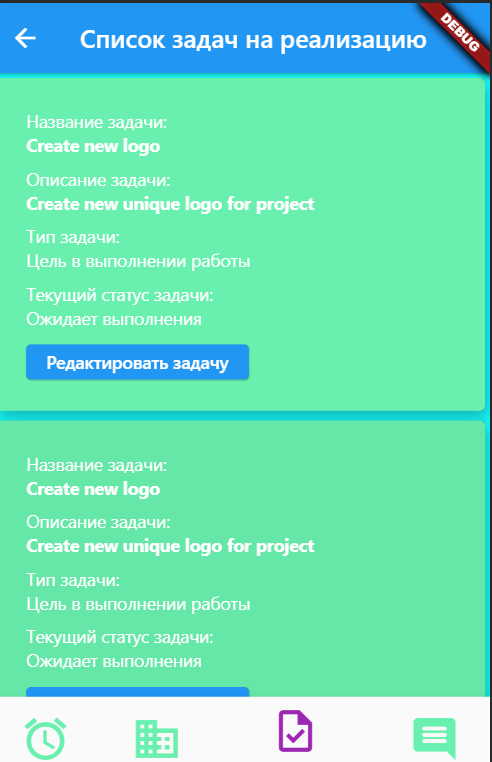 Список задач на реализацию
DEBUG
Название задачи:
Create new logo
Описание задачи:
Create new unique logo for project
Тип задачи:
Цель в выполнении работы
Текущий статус задачи:
Ожидает выполнения
Редактировать задачу
Название задачи:
Create new logo
Описание задачи:
Create new unique logo for project
Тип задачи:
Цель в выполнении работы
Текущий статус задачи:
Ожидает выполнения